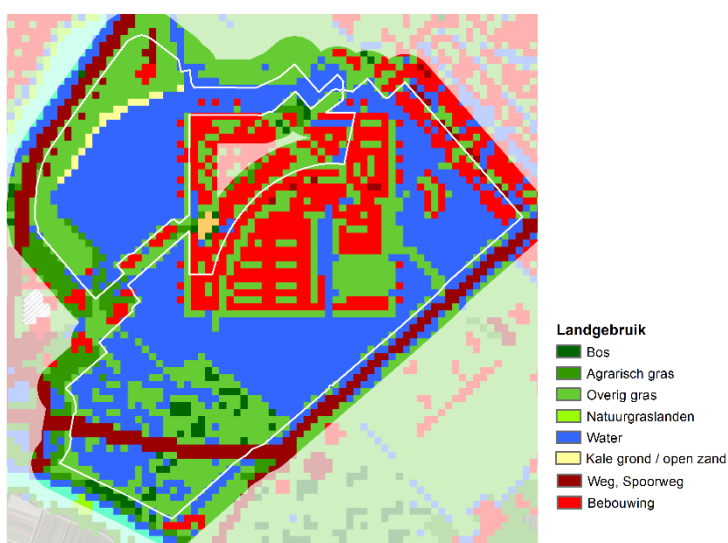 Landgebruik
Bos
Agrarisch gras
Overig gras
Natuurgraslanden
Water
Kale grond / open zand
Weg, Spoorweg
Bebouwing